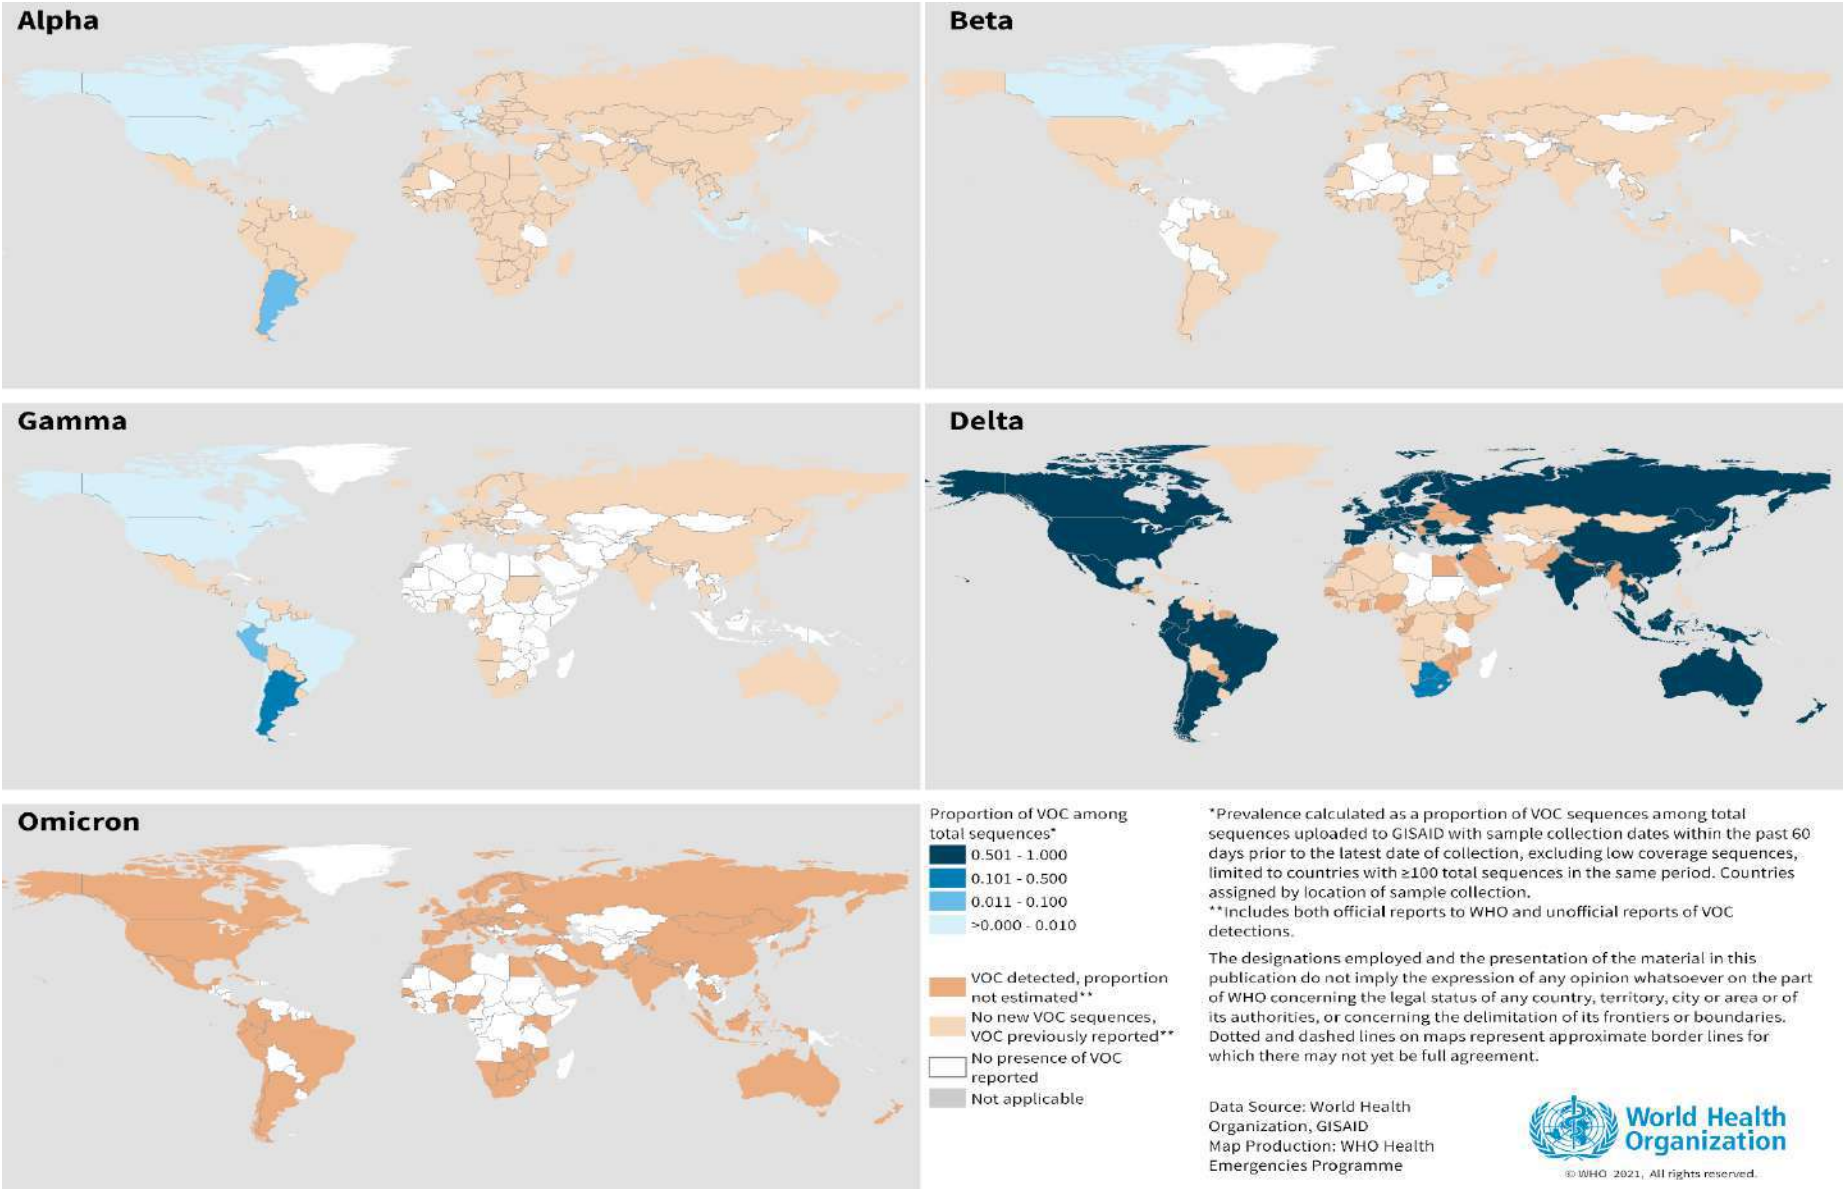 Alpha
Beta
Gamma
Delta
Omicron
Proportion of VOC among
total sequences*
0.501 - 1.000
0.101 - 0.500
0.011 - 0.100
>0.000 - 0.010
VOC detected, proportion
not estimated**
No new VOC sequences,
VOC previously reported**
No presence of VOC
reported
Not applicable
*Prevalence calculated as a proportion of VOC sequences among total
sequences uploaded to GISAID with sample collection dates within the past 60
days prior to the latest date of collection, excluding low coverage sequences,
limited to countries with ≥100 total sequences in the same period. Countries
assigned by location of sample collection.
**Includes both official reports to WHO and unofficial reports of VOC
detections.
The designations employed and the presentation of the material in this
publication do not imply the expression of any opinion whatsoever on the part
of WHO concerning the legal status of any country, territory, city or area or of
its authorities, or concerning the delimitation of its frontiers or boundaries.
Dotted and dashed lines on maps represent approximate border lines for
which there may not yet be full agreement.
Data Source: World Health
Organization, GISAID
Map Production: WHO Health
Emergencies Programme
World Health
Organization
© WHO 2021, All rights reserved.